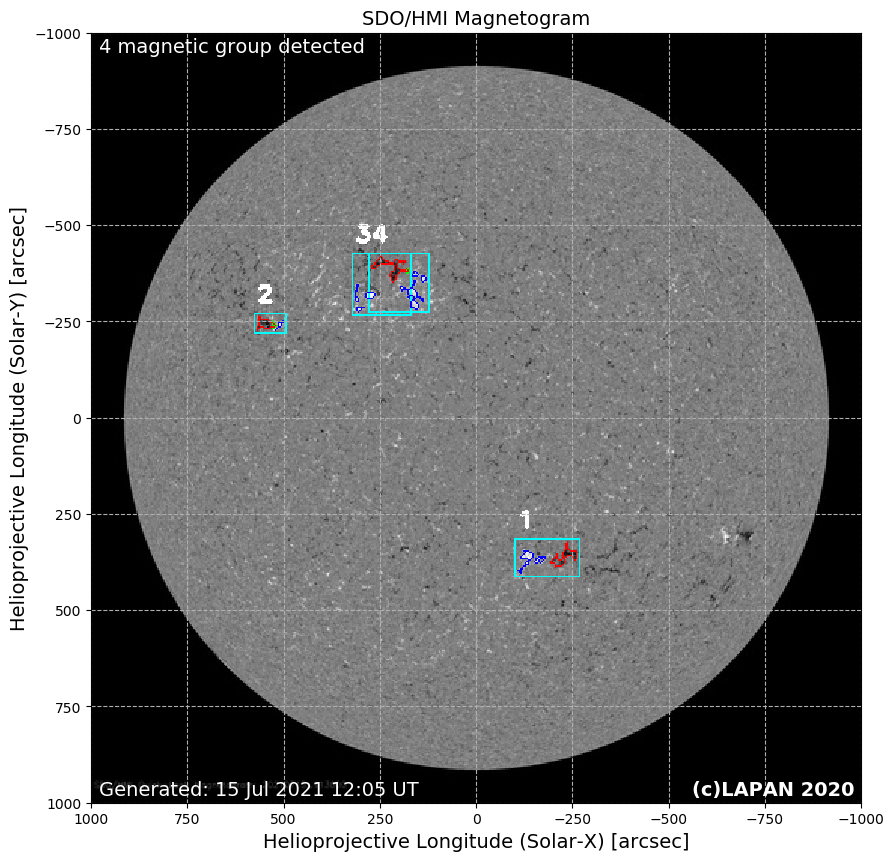 SDO/HMI Magnetogram
4 magnetic group detected
−1000
−750
−500
−250
0
250
500
750
1000
Helioprojective Longitude (Solar-Y) [arcsec]
34
2
1
Generated: 15 Jul 2021 12:05 UT
(c)LAPAN 2020
1000 750 500 250 0 −250 −500 −750 −1000
Helioprojective Longitude (Solar-X) [arcsec]